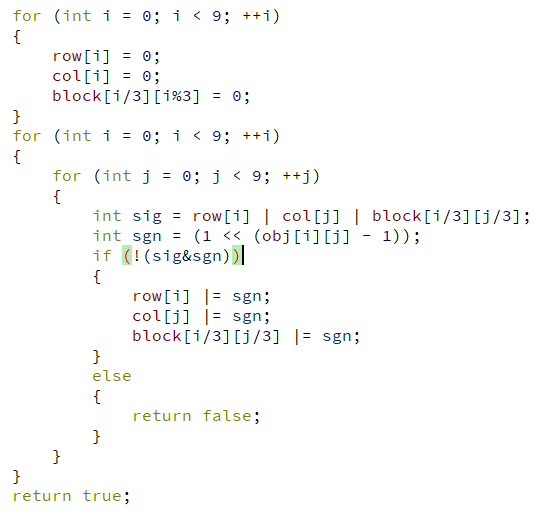 for (int i = 0; i < 9; ++i)
{
    row[i] = 0;
    col[i] = 0;
    block[i/3][i%3] = 0;
}
for (int i = 0; i < 9; ++i)
{
    for (int j = 0; j < 9; ++j)
    {
        int sig = row[i] | col[j] | block[i/3][j/3];
        int sgn = (1 << (obj[i][j] - 1));
        if (!(sig&sgn))
        {
            row[i] |= sgn;
            col[j] |= sgn;
            block[i/3][j/3] |= sgn;
        }
        else
        {
            return false;
        }
    }
}
return true;